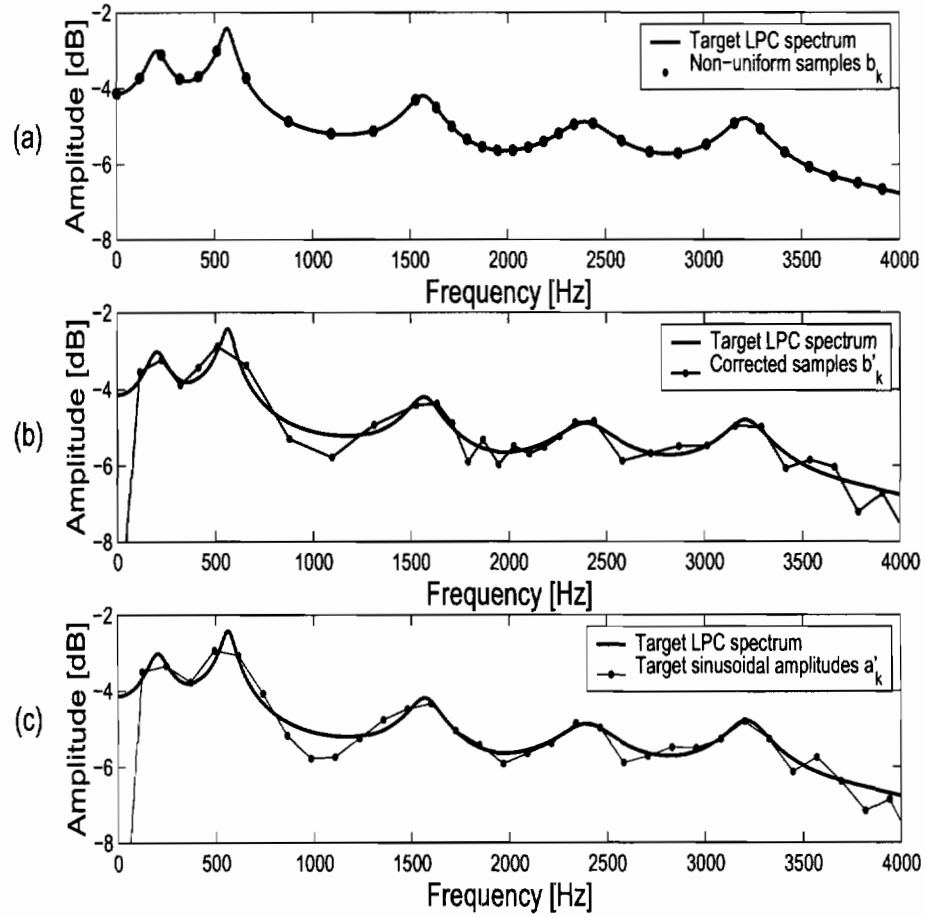 (a)
Amplitude [dB]
−2
−4
−6
−8
Target LPC spectrum
Non−uniform samples b_k
0 500 1000 1500 2000 2500 3000 3500 4000
Frequency [Hz]
(b)
Amplitude [dB]
−2
−4
−6
−8
Target LPC spectrum
Corrected samples b'_k
0 500 1000 1500 2000 2500 3000 3500 4000
Frequency [Hz]
(c)
Amplitude [dB]
−2
−4
−6
−8
Target LPC spectrum
Target sinusoidal amplitudes a'_k
0 500 1000 1500 2000 2500 3000 3500 4000
Frequency [Hz]